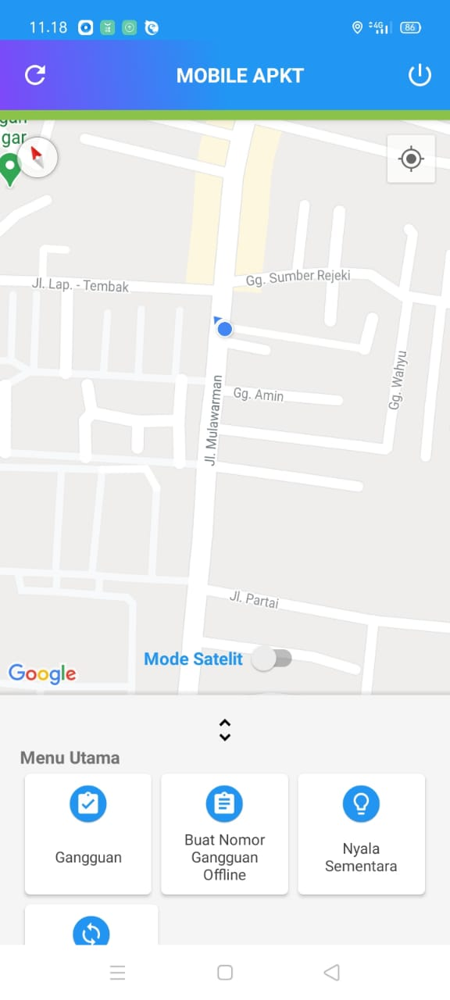 11.18
4G
86
MOBILE APKT
gar
Jl. Lap. - Tembak
Gg. Sumber Rejeki
Gg. Wahyu
Gg. Amin
Jl. Mulawarman
Jl. Partai
Mode Satelit
Google
Menu Utama
Gangguan
Buat Nomor
Gangguan
Offline
Nyala
Sementara